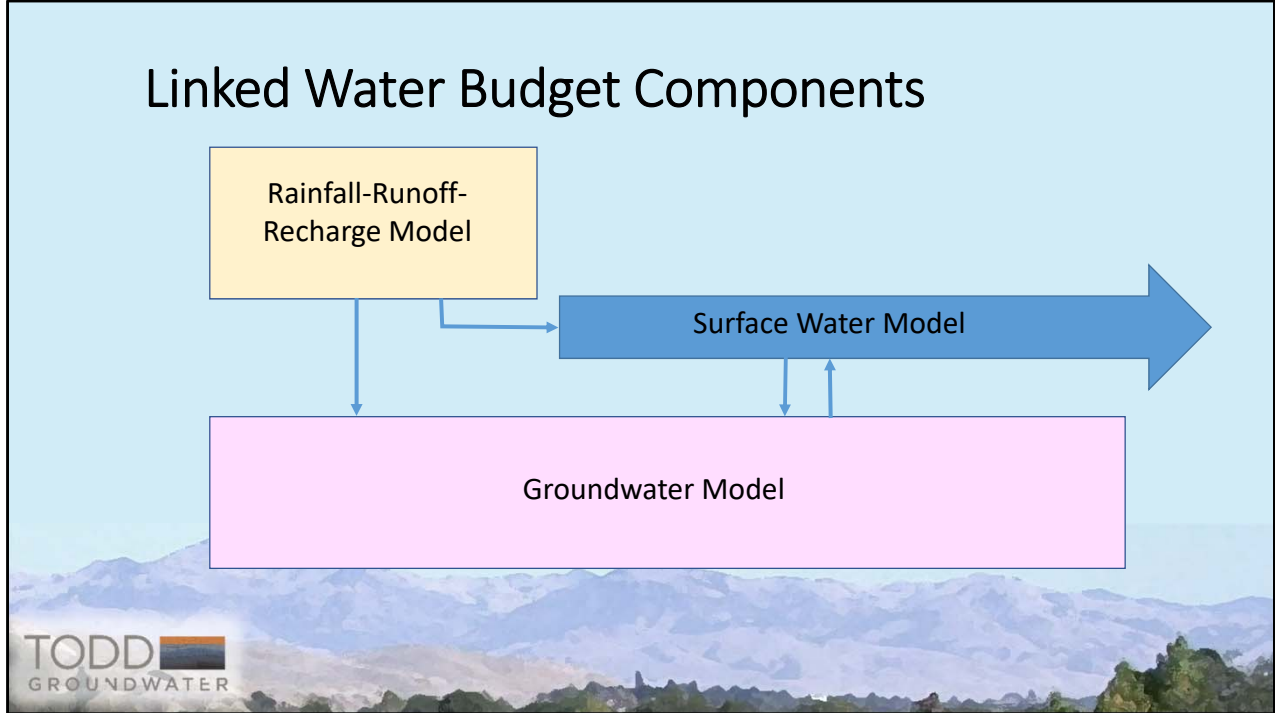 Linked Water Budget Components
Rainfall-Runoff-
Recharge Model
Surface Water Model
Groundwater Model
TODD
GROUNDWATER